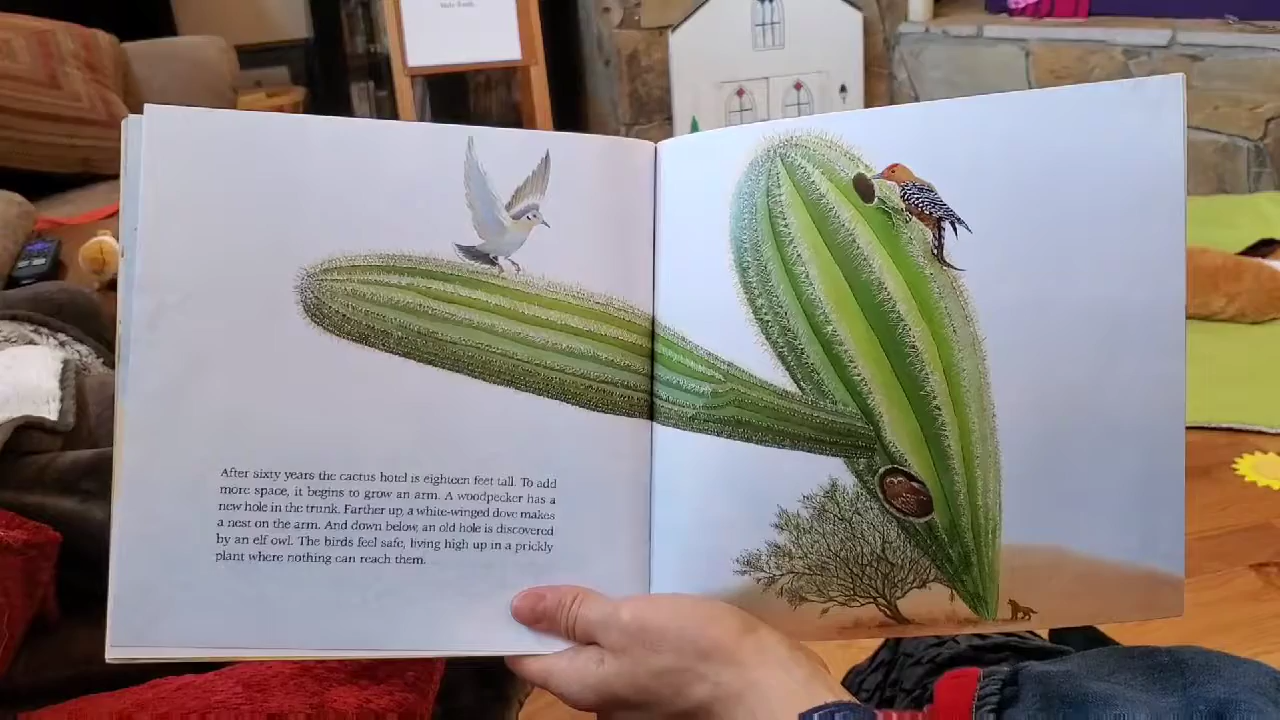 After sixty years the cactus hotel is eighteen feet tall. To add
more space, it begins to grow an arm. A woodpecker has a
new hole in the trunk. Farther up, a white-winged dove makes
a nest on the arm. And down below, an old hole is discovered
by an elf owl. The birds feel safe, living high up in a prickly
plant where nothing can reach them.